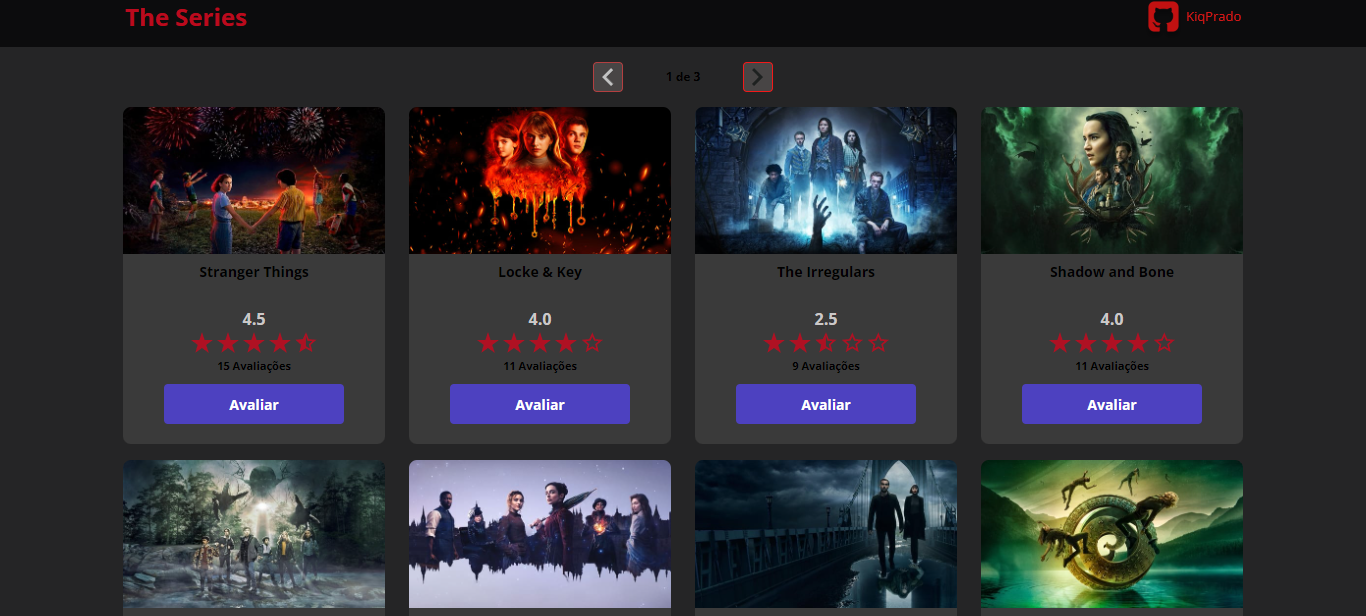 The Series
KiqPrado
1 de 3
Stranger Things
4.5
15 Avaliações
Avaliar
Locke & Key
4.0
11 Avaliações
Avaliar
The Irregulars
2.5
9 Avaliações
Avaliar
Shadow and Bone
4.0
11 Avaliações
Avaliar